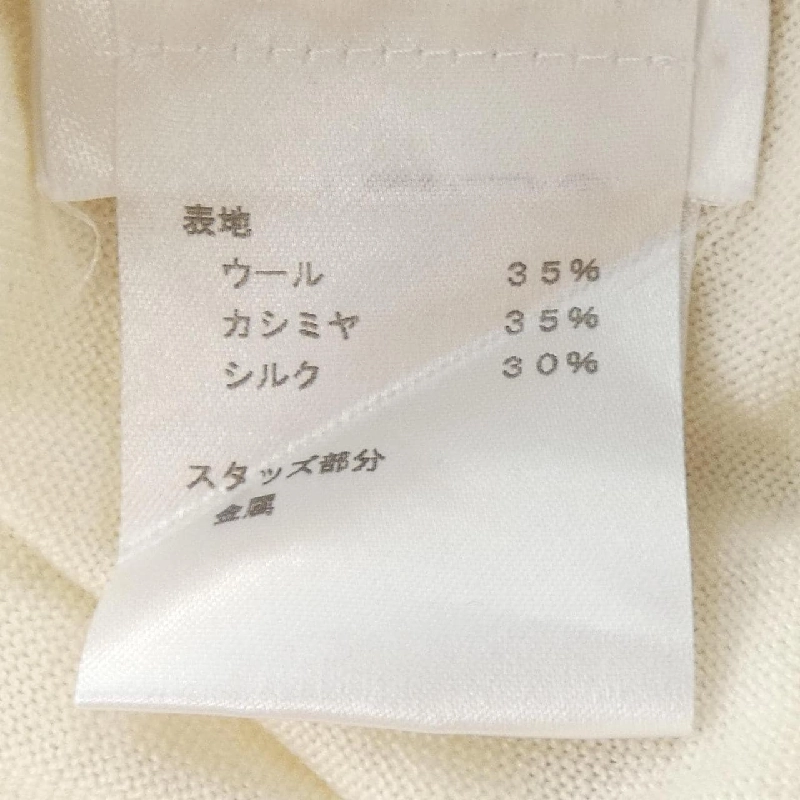 表地
ウール ３５％
カシミヤ ３５％
シルク ３０％
スタッズ部分
金属